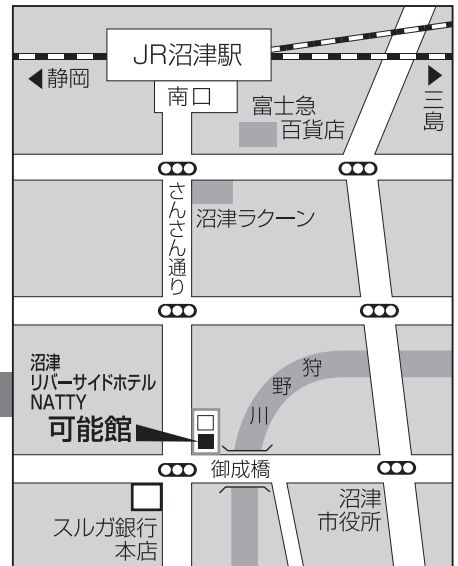 JR沼津駅
静岡
南口
三島
富士急
百貨店
さんさん通り
沼津ラクーン
沼津
リバーサイドホテル
NATTY
可能館
狩野川
御成橋
スルガ銀行
本店
沼津
市役所